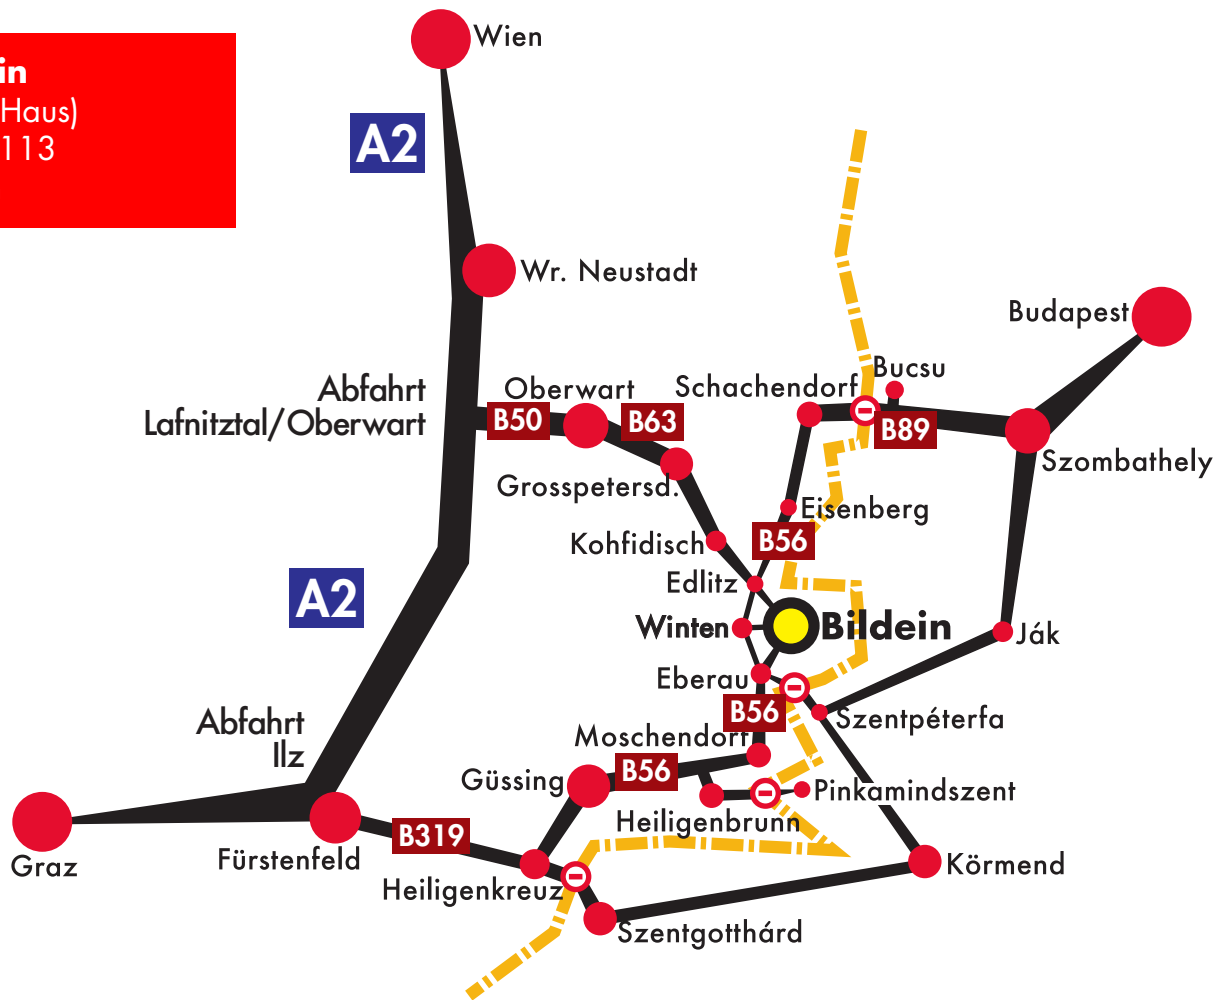 Wien
in
Haus)
113
A2
Wr. Neustadt
Budapest
Bucsu
Schachendorf
Oberwart
Abfahrt
Lafnitztal/Oberwart
B50
B63
B89
Szombathely
Grosspetersd.
Eisenberg
Kohfidisch
B56
Edlitz
A2
Winten
Bildein
Ják
Eberau
B56
Szentpéterfa
Abfahrt
Ilz
Moschendorf
Güssing
B56
Pinkamindszent
Heiligenbrunn
B319
Graz
Fürstenfeld
Heiligenkreuz
Körmend
Szentgotthárd